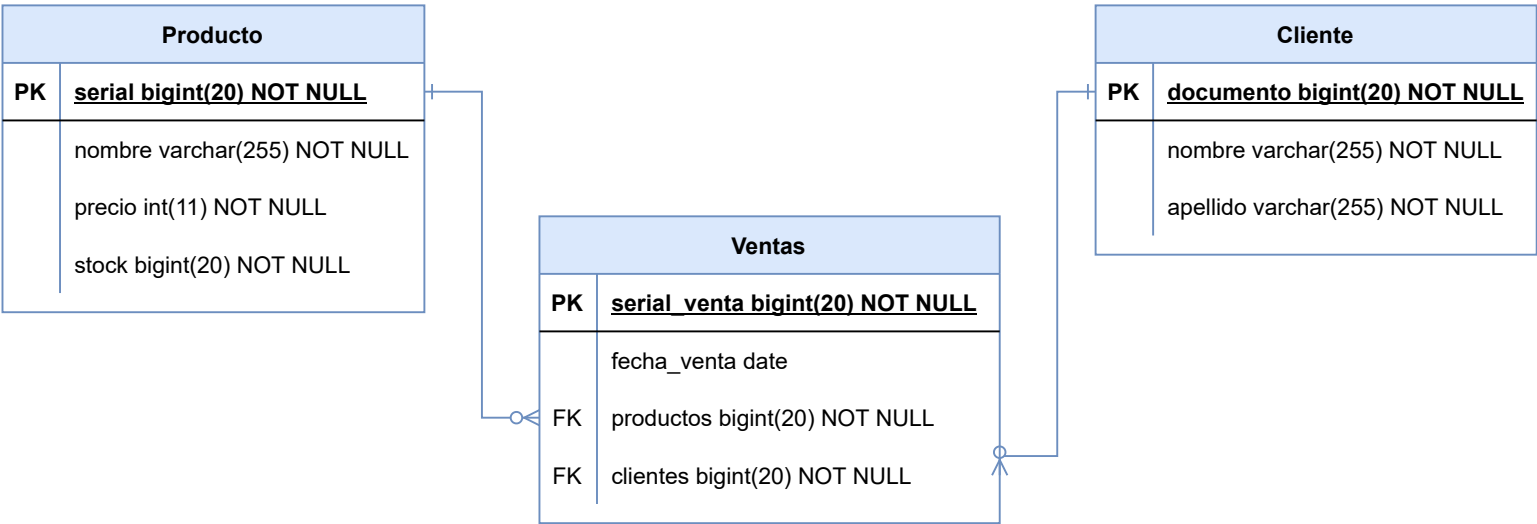 Producto
PK serial bigint(20) NOT NULL
nombre varchar(255) NOT NULL
precio int(11) NOT NULL
stock bigint(20) NOT NULL
Cliente
PK documento bigint(20) NOT NULL
nombre varchar(255) NOT NULL
apellido varchar(255) NOT NULL
Ventas
PK serial_venta bigint(20) NOT NULL
fecha_venta date
FK productos bigint(20) NOT NULL
FK clientes bigint(20) NOT NULL